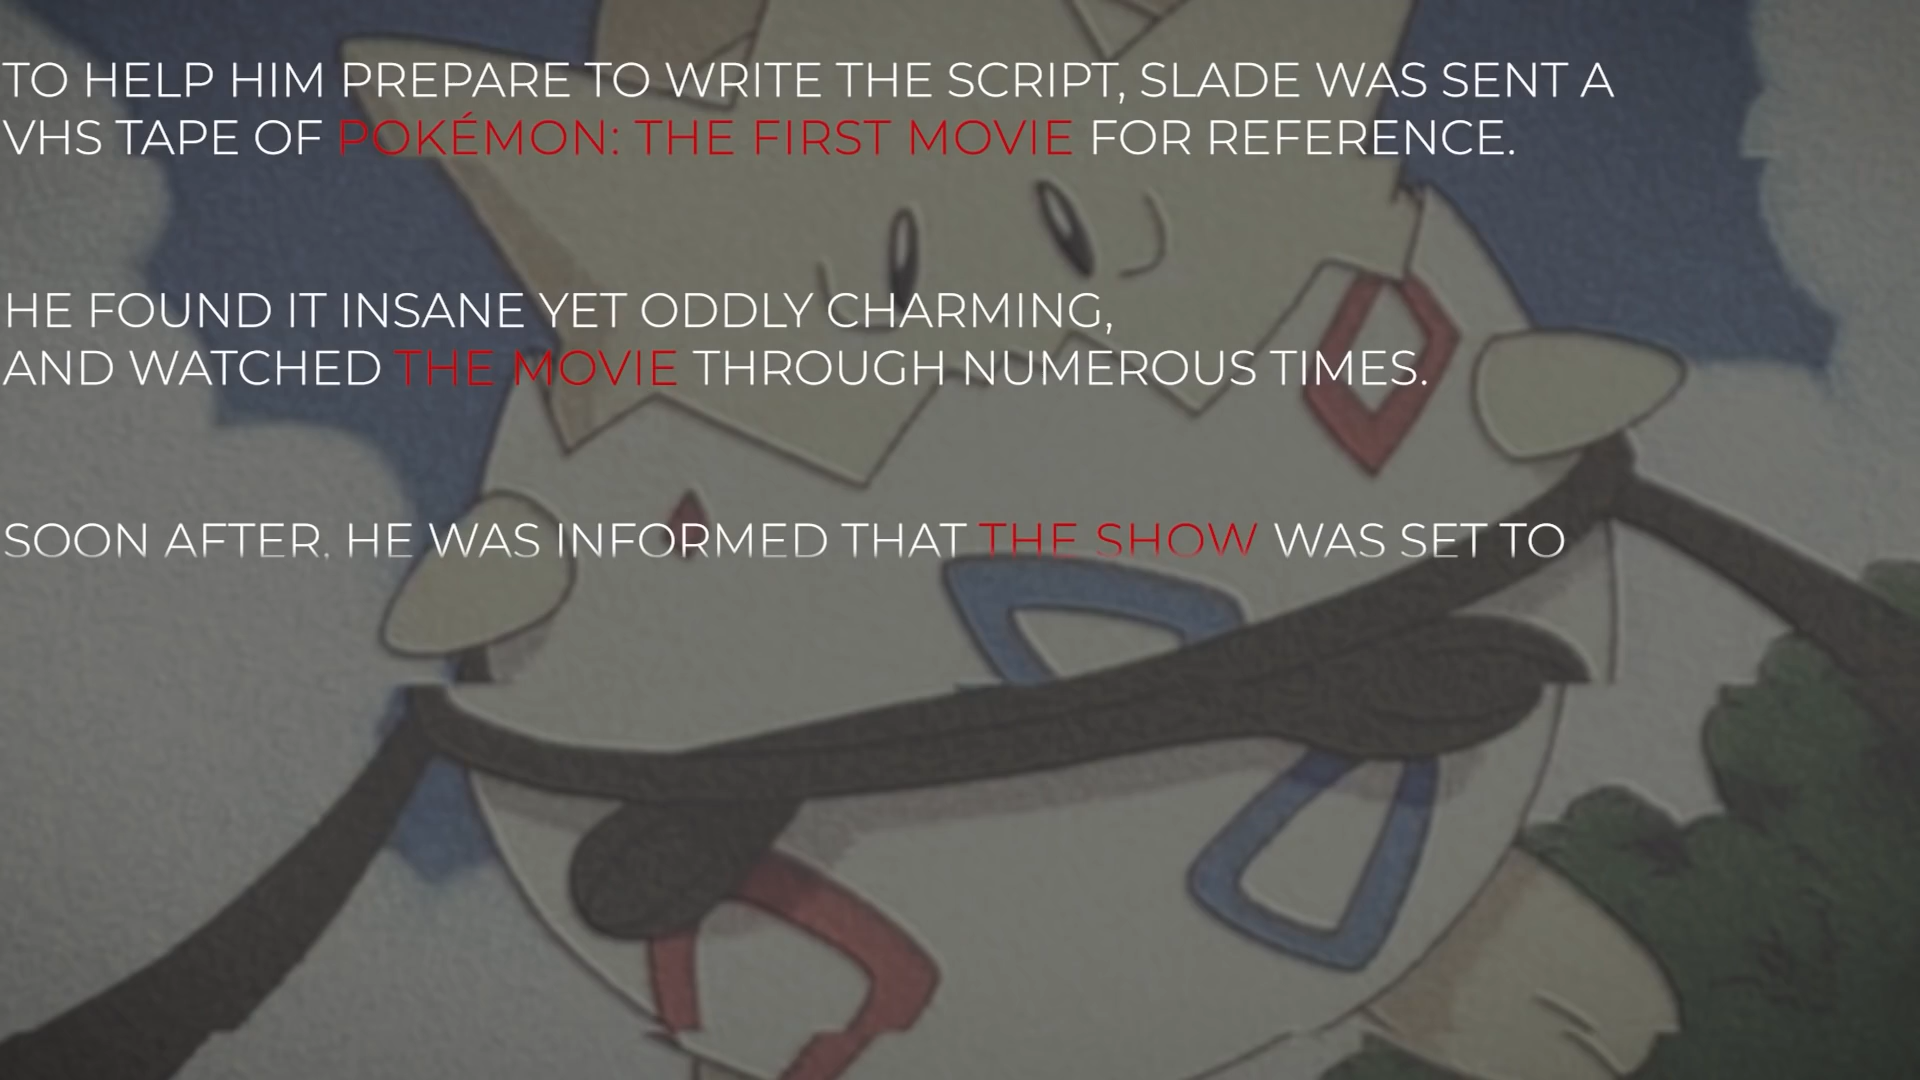 TO HELP HIM PREPARE TO WRITE THE SCRIPT, SLADE WAS SENT A
VHS TAPE OF POKÉMON: THE FIRST MOVIE FOR REFERENCE.
HE FOUND IT INSANE YET ODDLY CHARMING,
AND WATCHED THE MOVIE THROUGH NUMEROUS TIMES.
SOON AFTER, HE WAS INFORMED THAT THE SHOW WAS SET TO